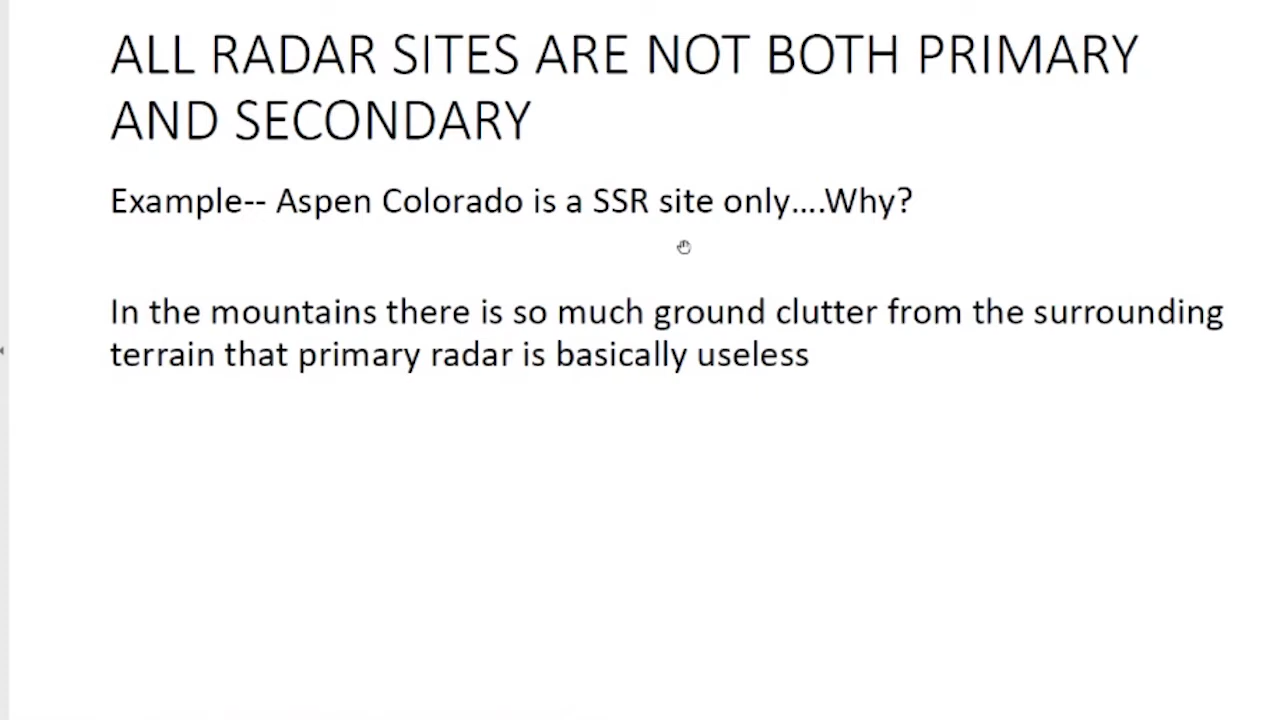 ALL RADAR SITES ARE NOT BOTH PRIMARY
AND SECONDARY
Example-- Aspen Colorado is a SSR site only....Why?
In the mountains there is so much ground clutter from the surrounding
terrain that primary radar is basically useless